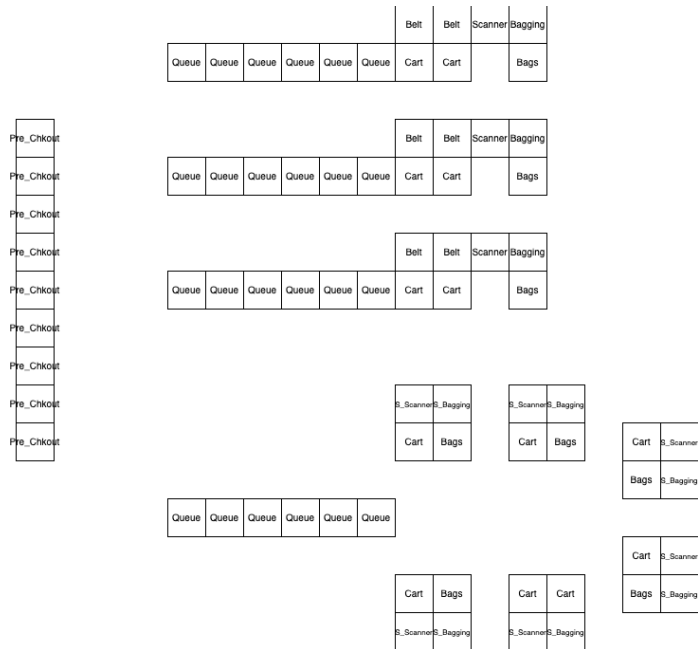 Belt Belt Scanner Bagging
Queue Queue Queue Queue Queue Queue Cart Cart Bags
Pre_Chkout Belt Belt Scanner Bagging
Pre_Chkout Queue Queue Queue Queue Queue Queue Cart Cart Bags
Pre_Chkout
Pre_Chkout Belt Belt Scanner Bagging
Pre_Chkout Queue Queue Queue Queue Queue Queue Cart Cart Bags
Pre_Chkout
Pre_Chkout
Pre_Chkout S_Scanner S_Bagging S_Scanner S_Bagging
Pre_Chkout Cart Bags Cart Bags Cart S_Scanner
Bags S_Bagging
Queue Queue Queue Queue Queue Queue
Cart S_Scanner
Cart Bags Cart Cart Bags S_Bagging
S_Scanner S_Bagging S_Scanner S_Bagging